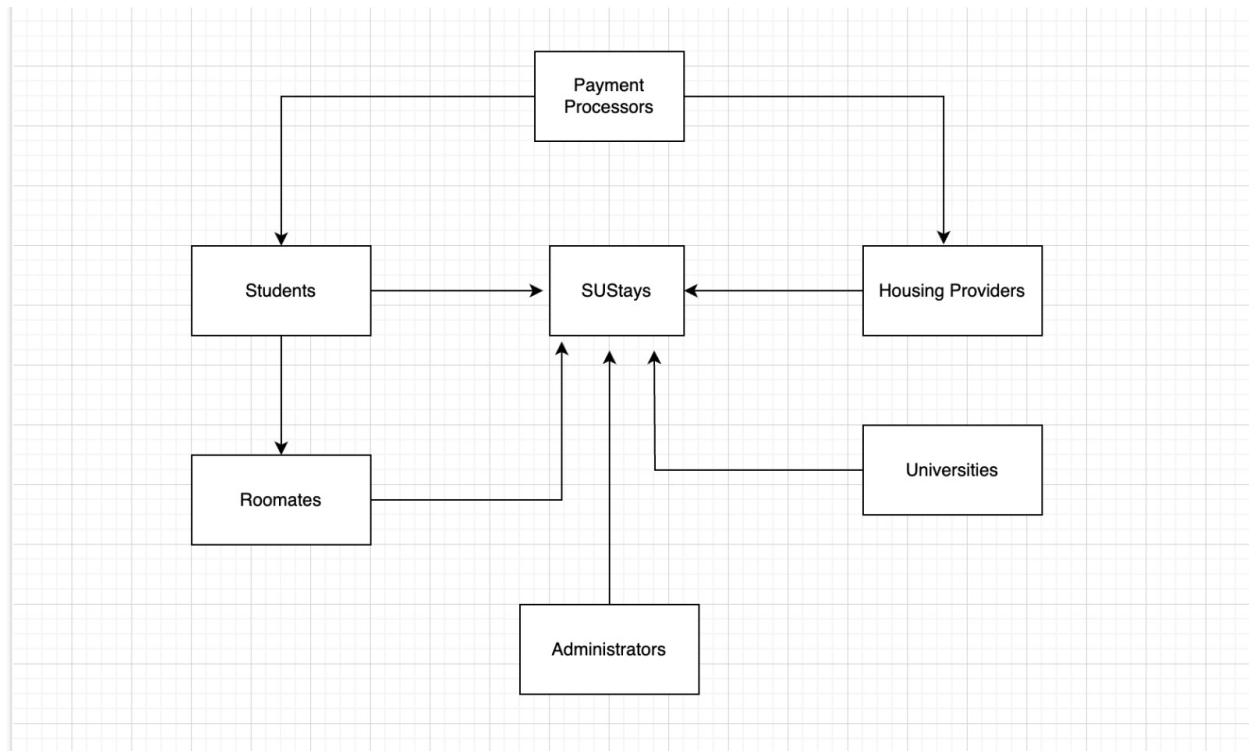 Payment
Processors
Students
SUStays
Housing Providers
Universities
Roomates
Administrators